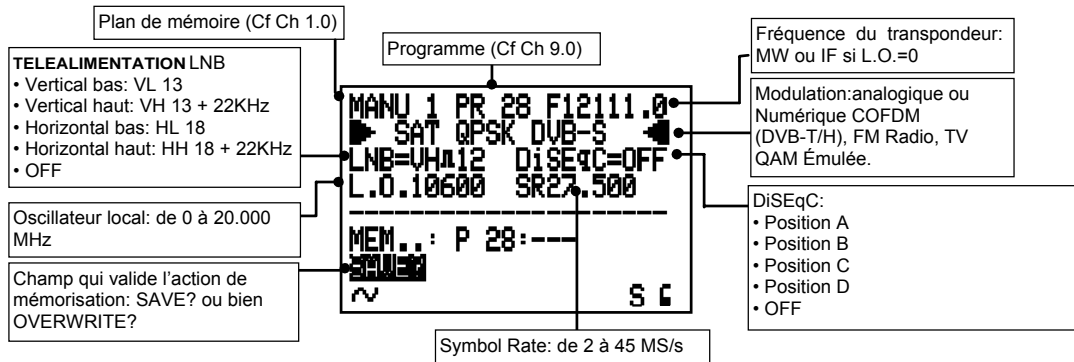 Plan de mémoire (Cf Ch 1.0)
Programme (Cf Ch 9.0)
Fréquence du transpondeur:
MW ou IF si L.O.=0
TELEALIMENTATION LNB
• Vertical bas: VL 13
• Vertical haut: VH 13 + 22KHz
• Horizontal bas: HL 18
• Horizontal haut: HH 18 + 22KHz
• OFF
Modulation:analogique ou
Numérique COFDM
(DVB-T/H), FM Radio, TV
QAM Émulée.
MANU 1 PR 28 F12111.0
SAT QPSK DVB-S
LNB=VH 12 DiSEqC=OFF
L.O.10600 SR27.500
MEM..: P 28:---
S
Oscillateur local: de 0 à 20.000
MHz
Champ qui valide l’action de
mémorisation: SAVE? ou bien
OVERWRITE?
DiSEqC:
• Position A
• Position B
• Position C
• Position D
• OFF
Symbol Rate: de 2 à 45 MS/s